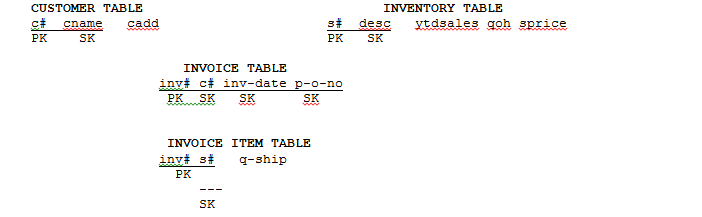 CUSTOMER TABLE INVENTORY TABLE
c# cname cadd s# desc ytdsales qoh sprice
PK SK PK SK
INVOICE TABLE
inv# c# inv-date p-o-no
PK SK SK SK
INVOICE ITEM TABLE
inv# s# q-ship
PK
---
SK